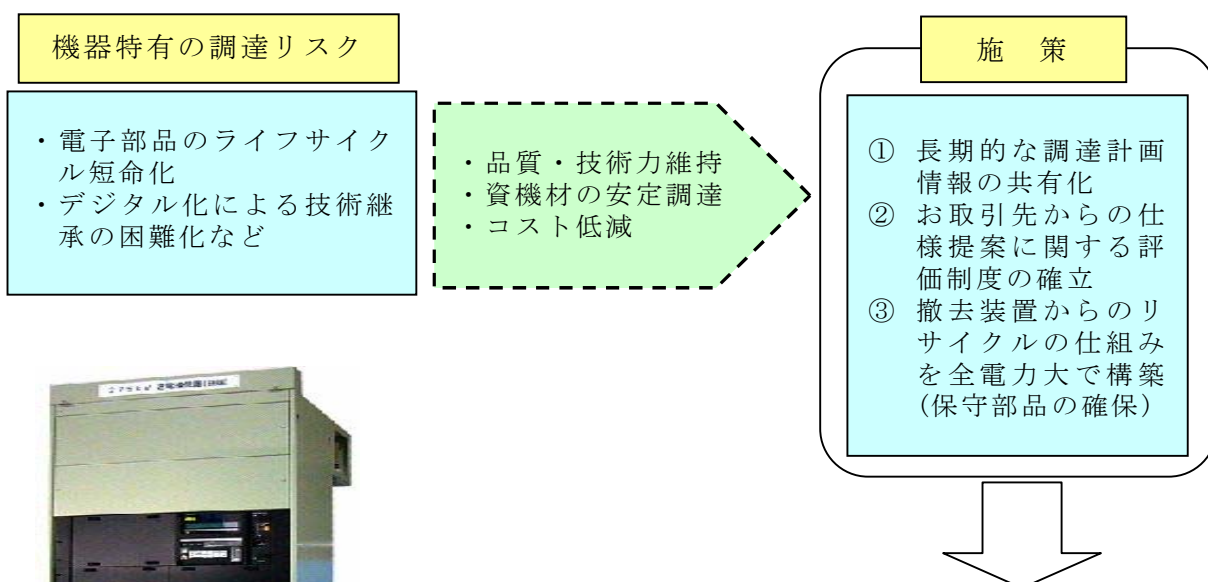 機器特有の調達リスク
・電子部品のライフサイク
ル短命化
・デジタル化による技術継
承の困難化など
・品質・技術力維持
・資機材の安定調達
・コスト低減
施　策
① 長期的な調達計画
情報の共有化
② お取引先からの仕
様提案に関する評
価制度の確立
③ 撤去装置からのリ
サイクルの仕組み
を全電力大で構築
(保守部品の確保)